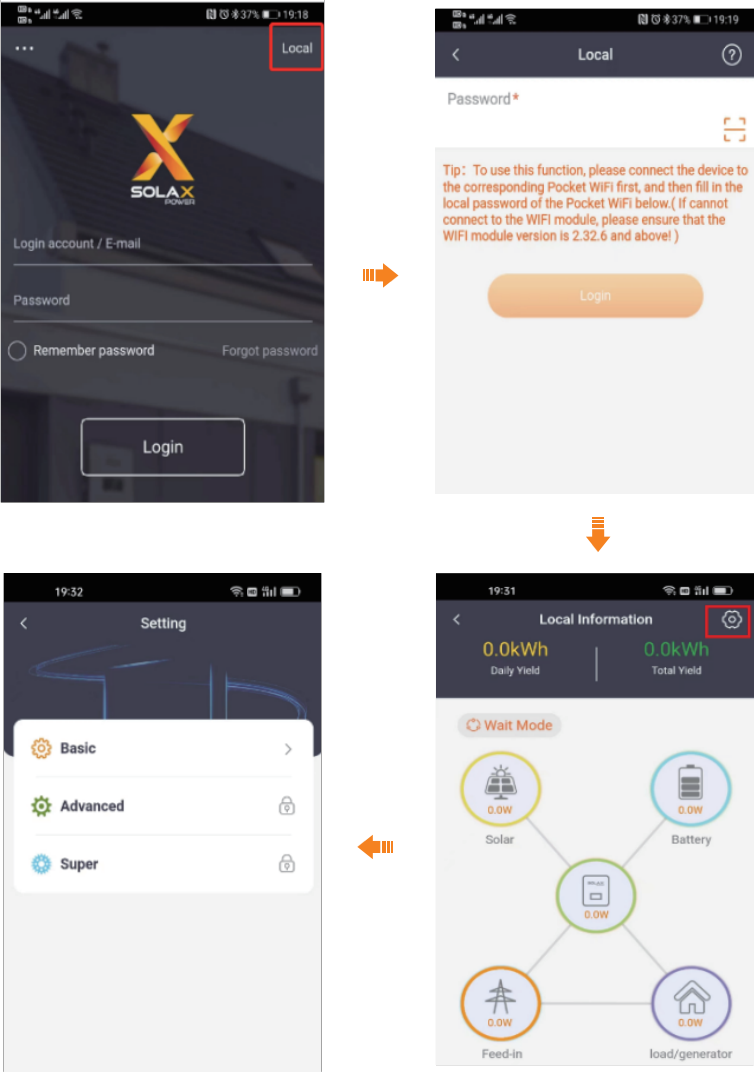 19:18
37%
Local
SOLAX
POWER
Login account / E-mail
Password
Remember password
Forgot password
Login
37%
19:19
Local
Password*
Tip: To use this function, please connect the device to
the corresponding Pocket WiFi first, and then fill in the
local password of the Pocket WiFi below.( If cannot
connect to the WIFI module, please ensure that the
WIFI module version is 2.32.6 and above! )
Login
19:31
Local Information
0.0kWh
0.0kWh
Daily Yield
Total Yield
Wait Mode
0.0W
0.0W
Solar
Battery
0.0W
0.0W
0.0W
Feed-in
load/generator
19:32
Setting
Basic
Advanced
Super